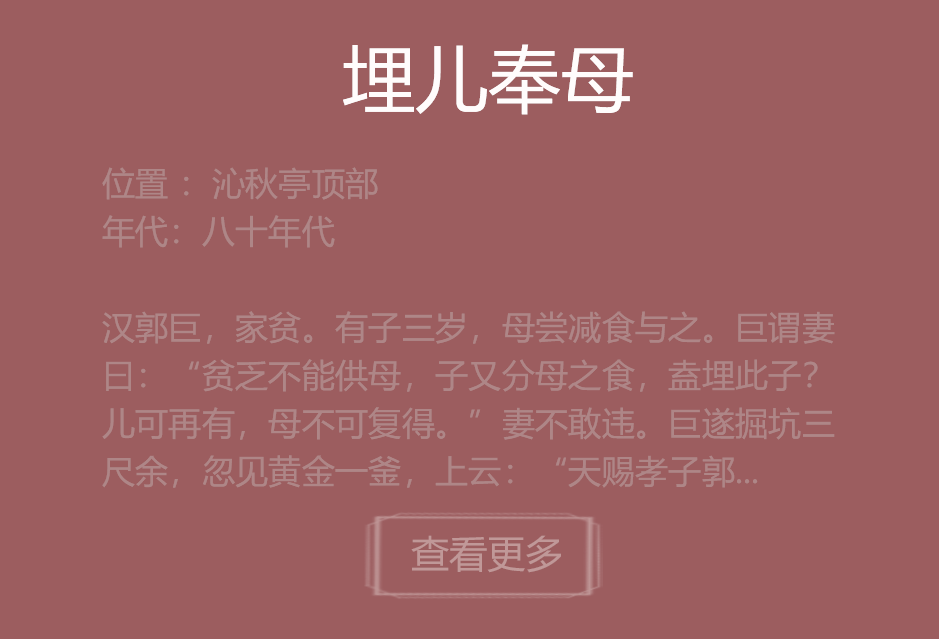 埋儿奉母
位置：沁秋亭顶部
年代：八十年代
汉郭巨，家贫。有子三岁，母尝减食与之。巨谓妻
曰：“贫乏不能供母，子又分母之食，盍埋此子？
儿可再有，母不可复得。”妻不敢违。巨遂掘坑三
尺余，忽见黄金一釜，上云：“天赐孝子郭...
查看更多